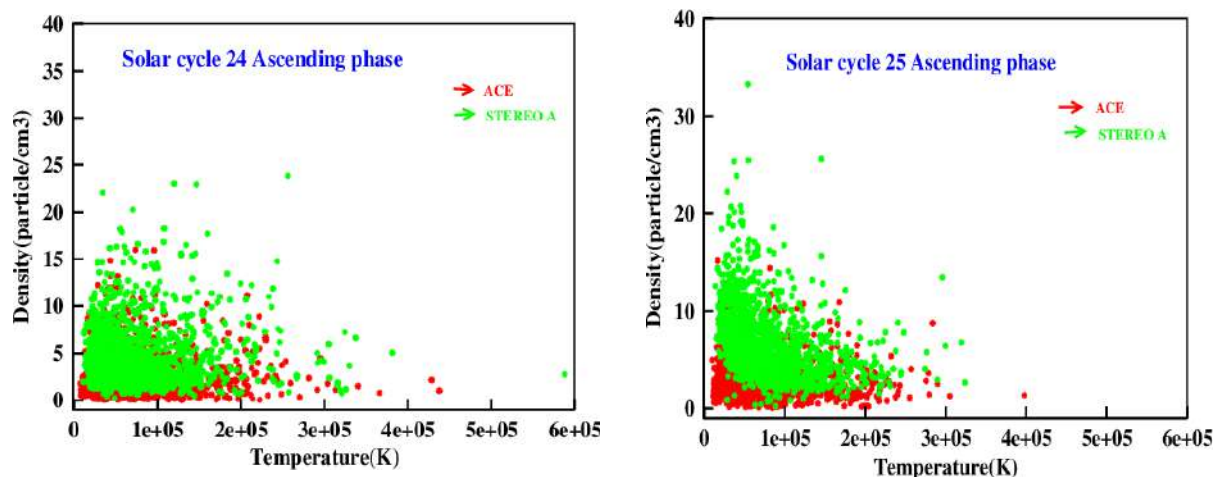 40
Solar cycle 24 Ascending phase
35
ACE
30
STEREO A
25
20
15
10
5
0
Density(particle/cm3)
0 1e+05 2e+05 3e+05 4e+05 5e+05 6e+05
Temperature(K)
40
Solar cycle 25 Ascending phase
ACE
30
STEREO A
20
10
0
Density(particle/cm3)
0 1e+05 2e+05 3e+05 4e+05 5e+05 6e+05
Temperature(K)